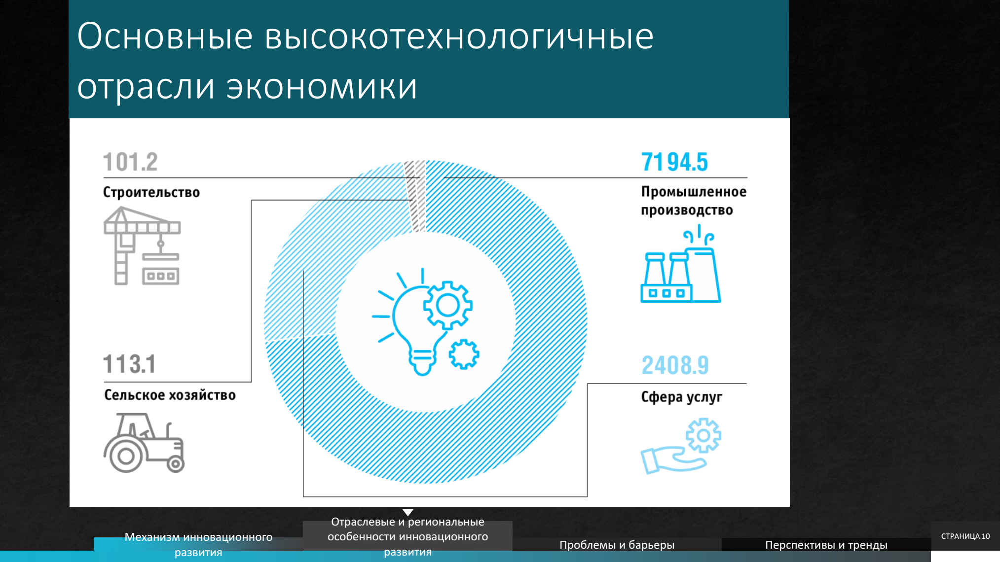 Основные высокотехнологичные
отрасли экономики
101.2
Строительство
7194.5
Промышленное
производство
113.1
Сельское хозяйство
2408.9
Сфера услуг
Механизм инновационного
развития
Отраслевые и региональные
особенности инновационного
развития
Проблемы и барьеры
Перспективы и тренды
СТРАНИЦА 10